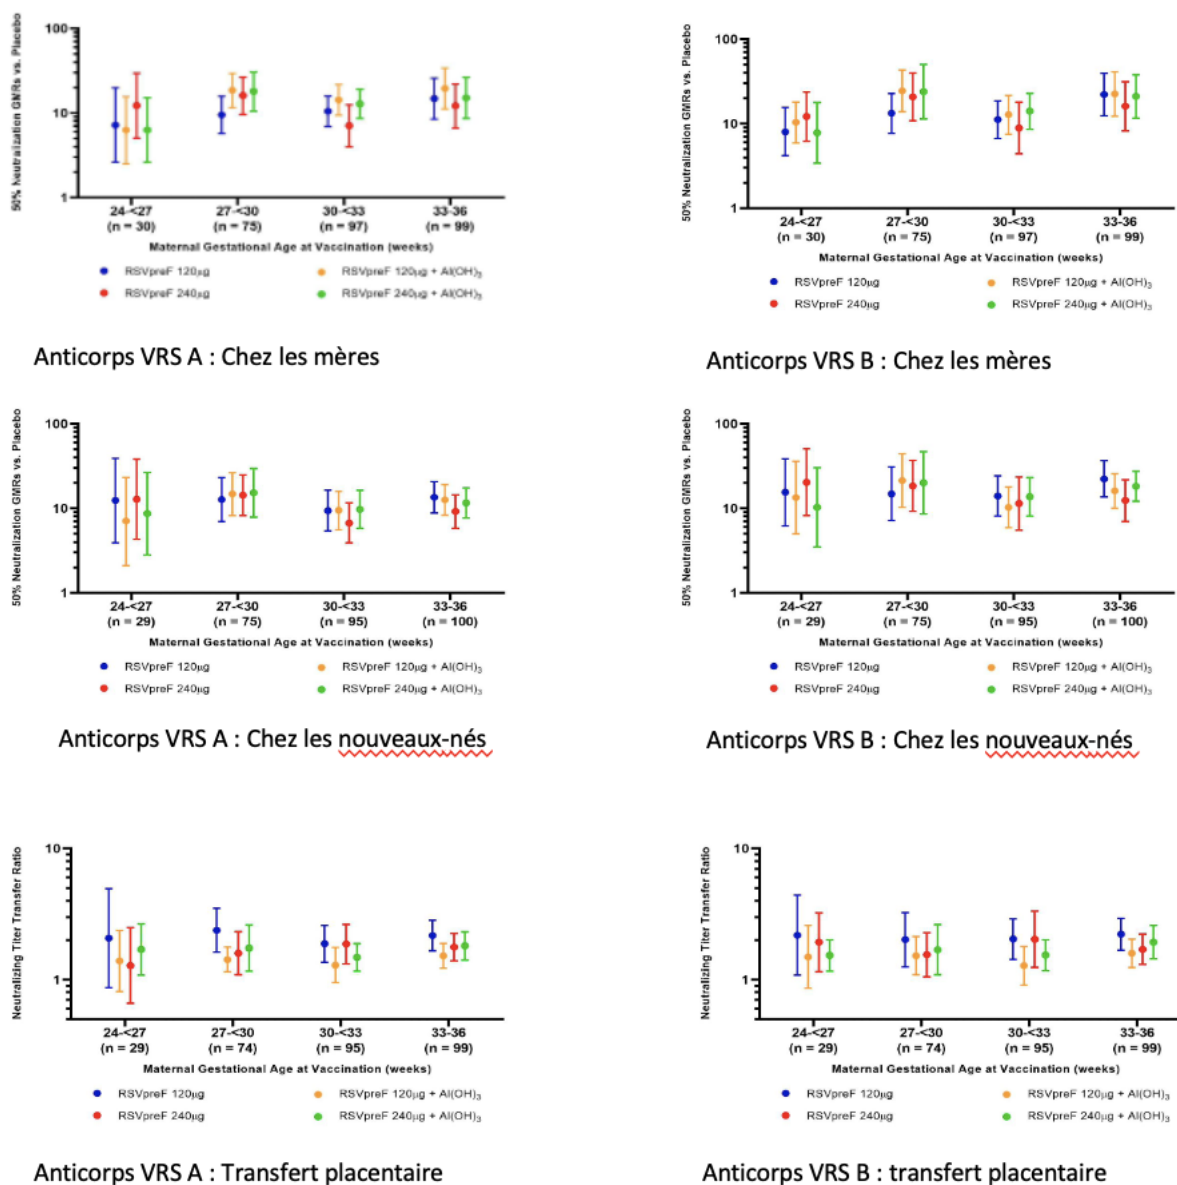 50% Neutralization GMRs vs. Placebo
100
10
1
24-<27 27-<30 30-<33 33-36
(n = 30) (n = 75) (n = 97) (n = 99)
Maternal Gestational Age at Vaccination (weeks)
RSVpreF 120µg RSVpreF 120µg + Al(OH)₃
RSVpreF 240µg RSVpreF 240µg + Al(OH)₃
Anticorps VRS A : Chez les mères
50% Neutralization GMRs vs. Placebo
100
10
1
24-<27 27-<30 30-<33 33-36
(n = 30) (n = 75) (n = 97) (n = 99)
Maternal Gestational Age at Vaccination (weeks)
RSVpreF 120µg RSVpreF 120µg + Al(OH)₃
RSVpreF 240µg RSVpreF 240µg + Al(OH)₃
Anticorps VRS B : Chez les mères
50% Neutralization GMRs vs. Placebo
100
10
1
24-<27 27-<30 30-<33 33-36
(n = 29) (n = 75) (n = 95) (n = 100)
Maternal Gestational Age at Vaccination (weeks)
RSVpreF 120µg RSVpreF 120µg + Al(OH)₃
RSVpreF 240µg RSVpreF 240µg + Al(OH)₃
Anticorps VRS A : Chez les nouveaux-nés
50% Neutralization GMRs vs. Placebo
100
10
1
24-<27 27-<30 30-<33 33-36
(n = 29) (n = 75) (n = 95) (n = 100)
Maternal Gestational Age at Vaccination (weeks)
RSVpreF 120µg RSVpreF 120µg + Al(OH)₃
RSVpreF 240µg RSVpreF 240µg + Al(OH)₃
Anticorps VRS B : Chez les nouveaux-nés
Neutralizing Titer Transfer Ratio
10
1
24-<27 27-<30 30-<33 33-36
(n = 29) (n = 74) (n = 95) (n = 99)
Maternal Gestational Age at Vaccination (weeks)
RSVpreF 120µg RSVpreF 120µg + Al(OH)₃
RSVpreF 240µg RSVpreF 240µg + Al(OH)₃
Anticorps VRS A : Transfert placentaire
Neutralizing Titer Transfer Ratio
10
1
24-<27 27-<30 30-<33 33-36
(n = 29) (n = 74) (n = 95) (n = 99)
Maternal Gestational Age at Vaccination (weeks)
RSVpreF 120µg RSVpreF 120µg + Al(OH)₃
RSVpreF 240µg RSVpreF 240µg + Al(OH)₃
Anticorps VRS B : transfert placentaire